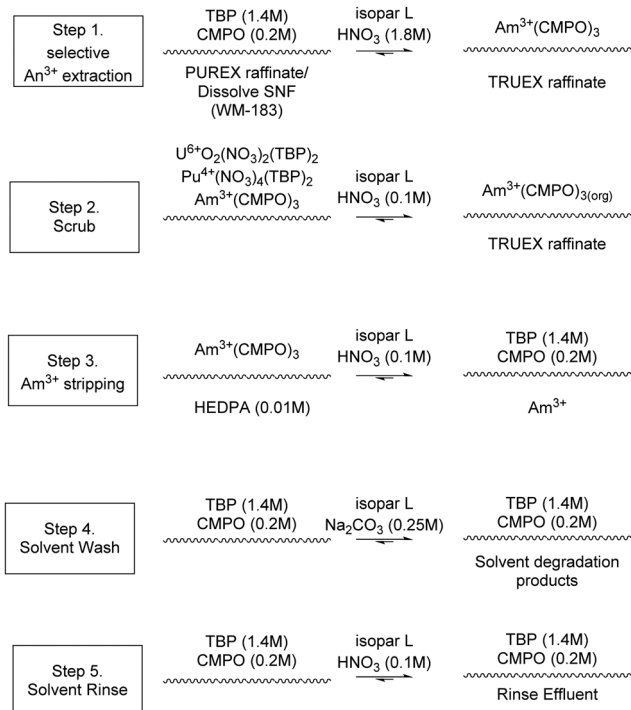 Step 1.
selective
An³⁺ extraction
TBP (1.4M)
CMPO (0.2M)
PUREX raffinate/
Dissolve SNF
(WM-183)
isopar L
HNO₃ (1.8M)
Am³⁺(CMPO)₃
TRUEX raffinate
Step 2.
Scrub
U⁶⁺O₂(NO₃)₂(TBP)₂
Pu⁴⁺(NO₃)₄(TBP)₂
Am³⁺(CMPO)₃
isopar L
HNO₃ (0.1M)
Am³⁺(CMPO)₃₍ₒᵣg₎
TRUEX raffinate
Step 3.
Am³⁺ stripping
Am³⁺(CMPO)₃
HEDPA (0.01M)
isopar L
HNO₃ (0.1M)
TBP (1.4M)
CMPO (0.2M)
Am³⁺
Step 4.
Solvent Wash
TBP (1.4M)
CMPO (0.2M)
isopar L
Na₂CO₃ (0.25M)
TBP (1.4M)
CMPO (0.2M)
Solvent degradation
products
Step 5.
Solvent Rinse
TBP (1.4M)
CMPO (0.2M)
isopar L
HNO₃ (0.1M)
TBP (1.4M)
CMPO (0.2M)
Rinse Effluent